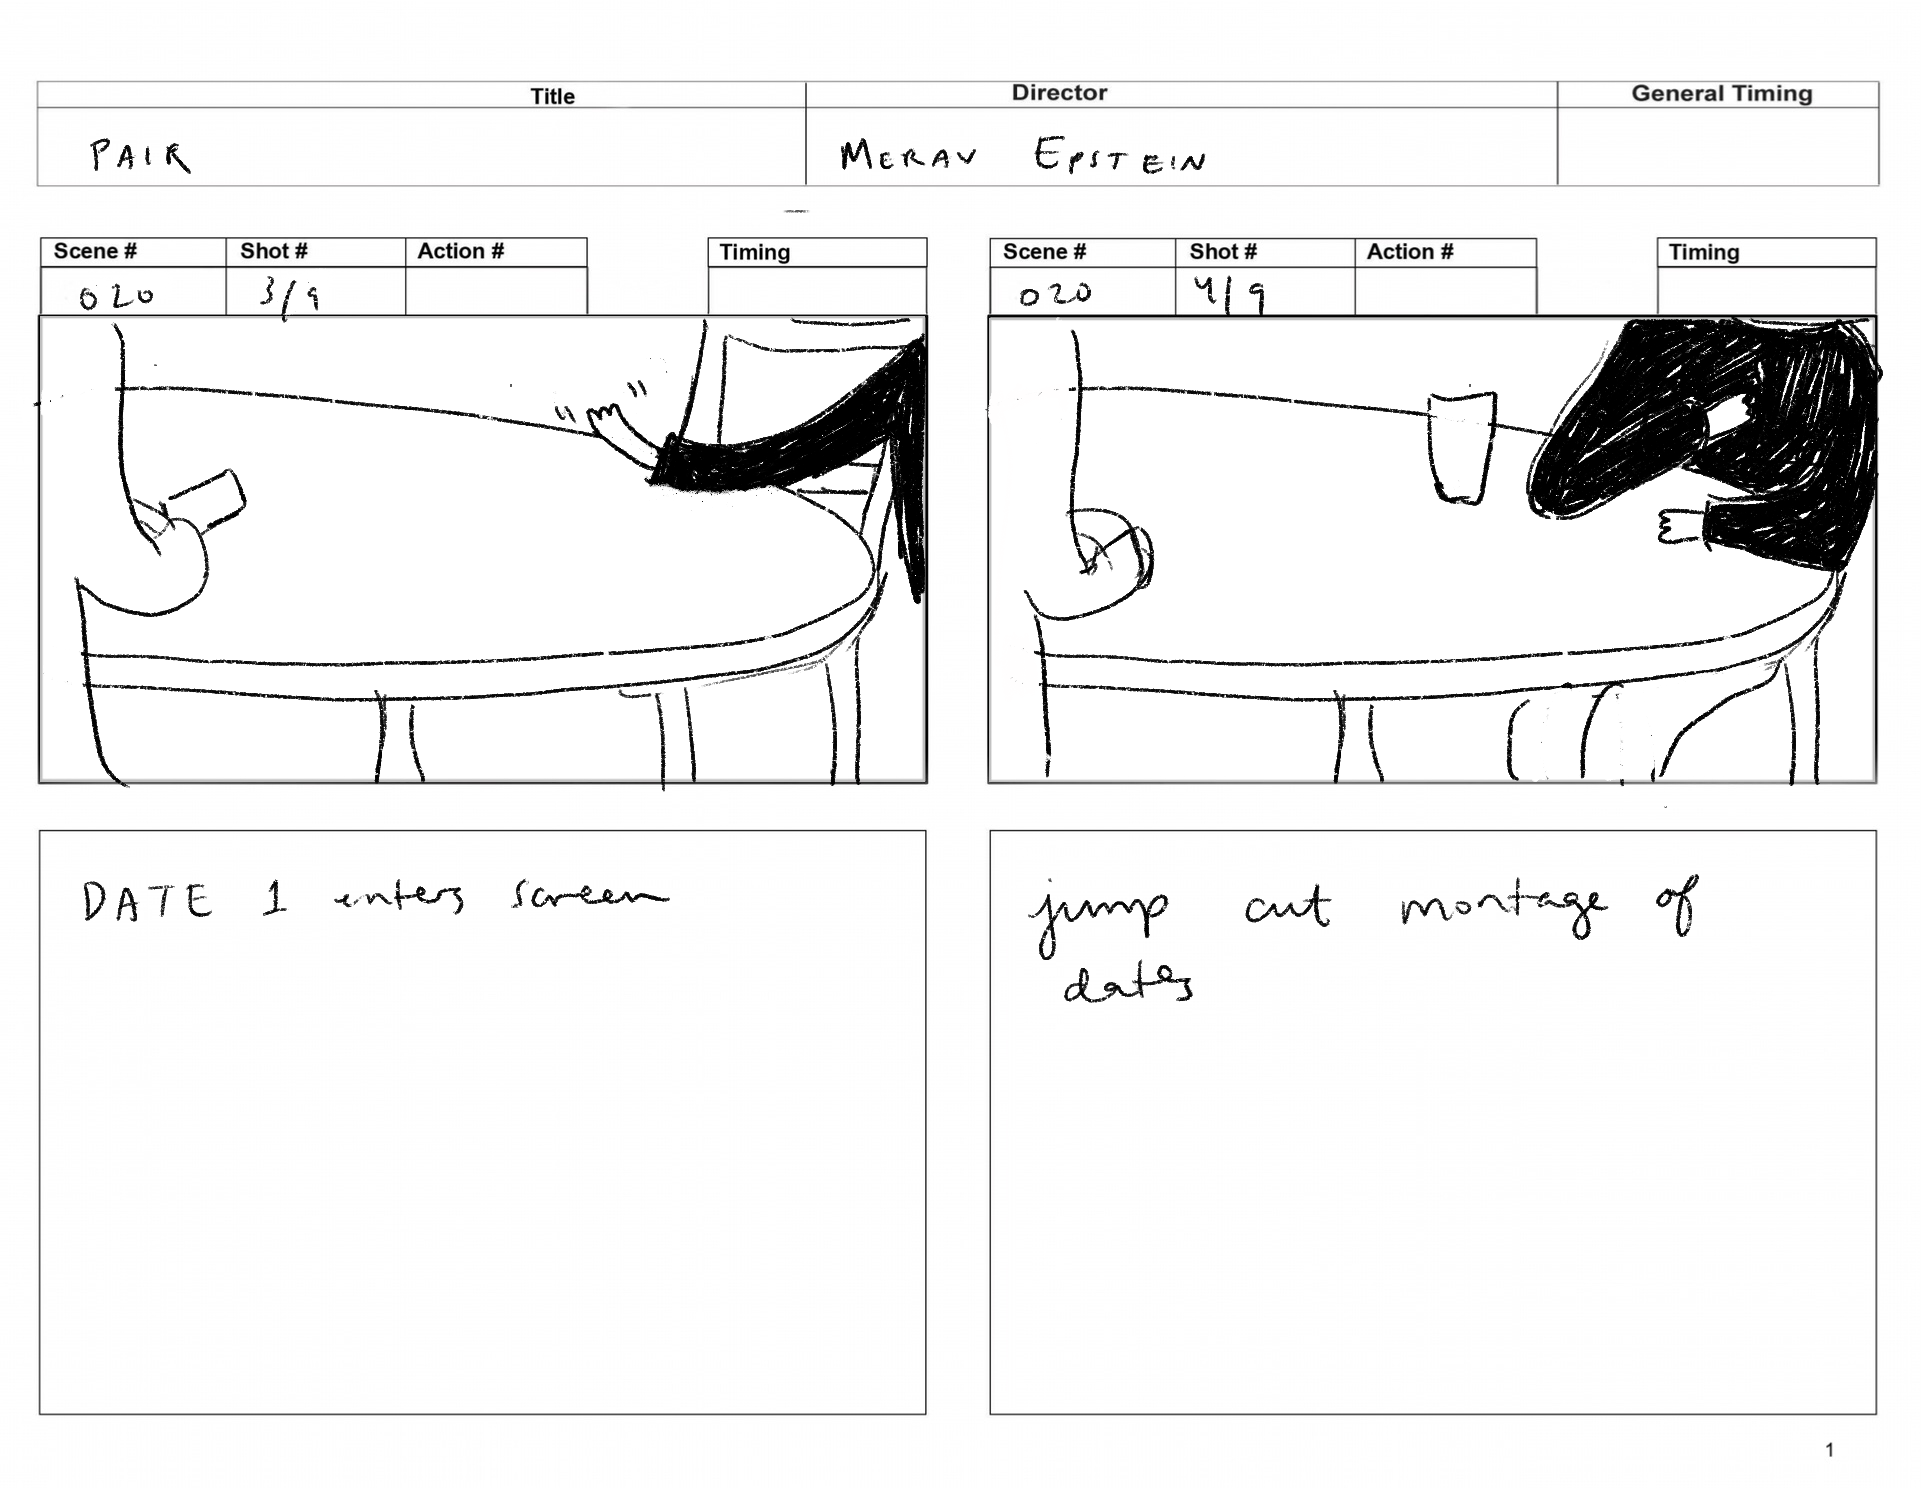 Title Director General Timing
PAIR MERAV EPSTEIN
Scene # Shot # Action # Timing
020 3/9
Scene # Shot # Action # Timing
020 4/9
DATE 1 enters screen
jump cut montage of
dates
1